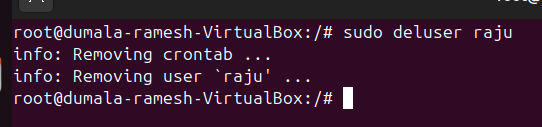 root@dumala-ramesh-VirtualBox:/# sudo deluser raju
info: Removing crontab ...
info: Removing user `raju' ...
root@dumala-ramesh-VirtualBox:/#